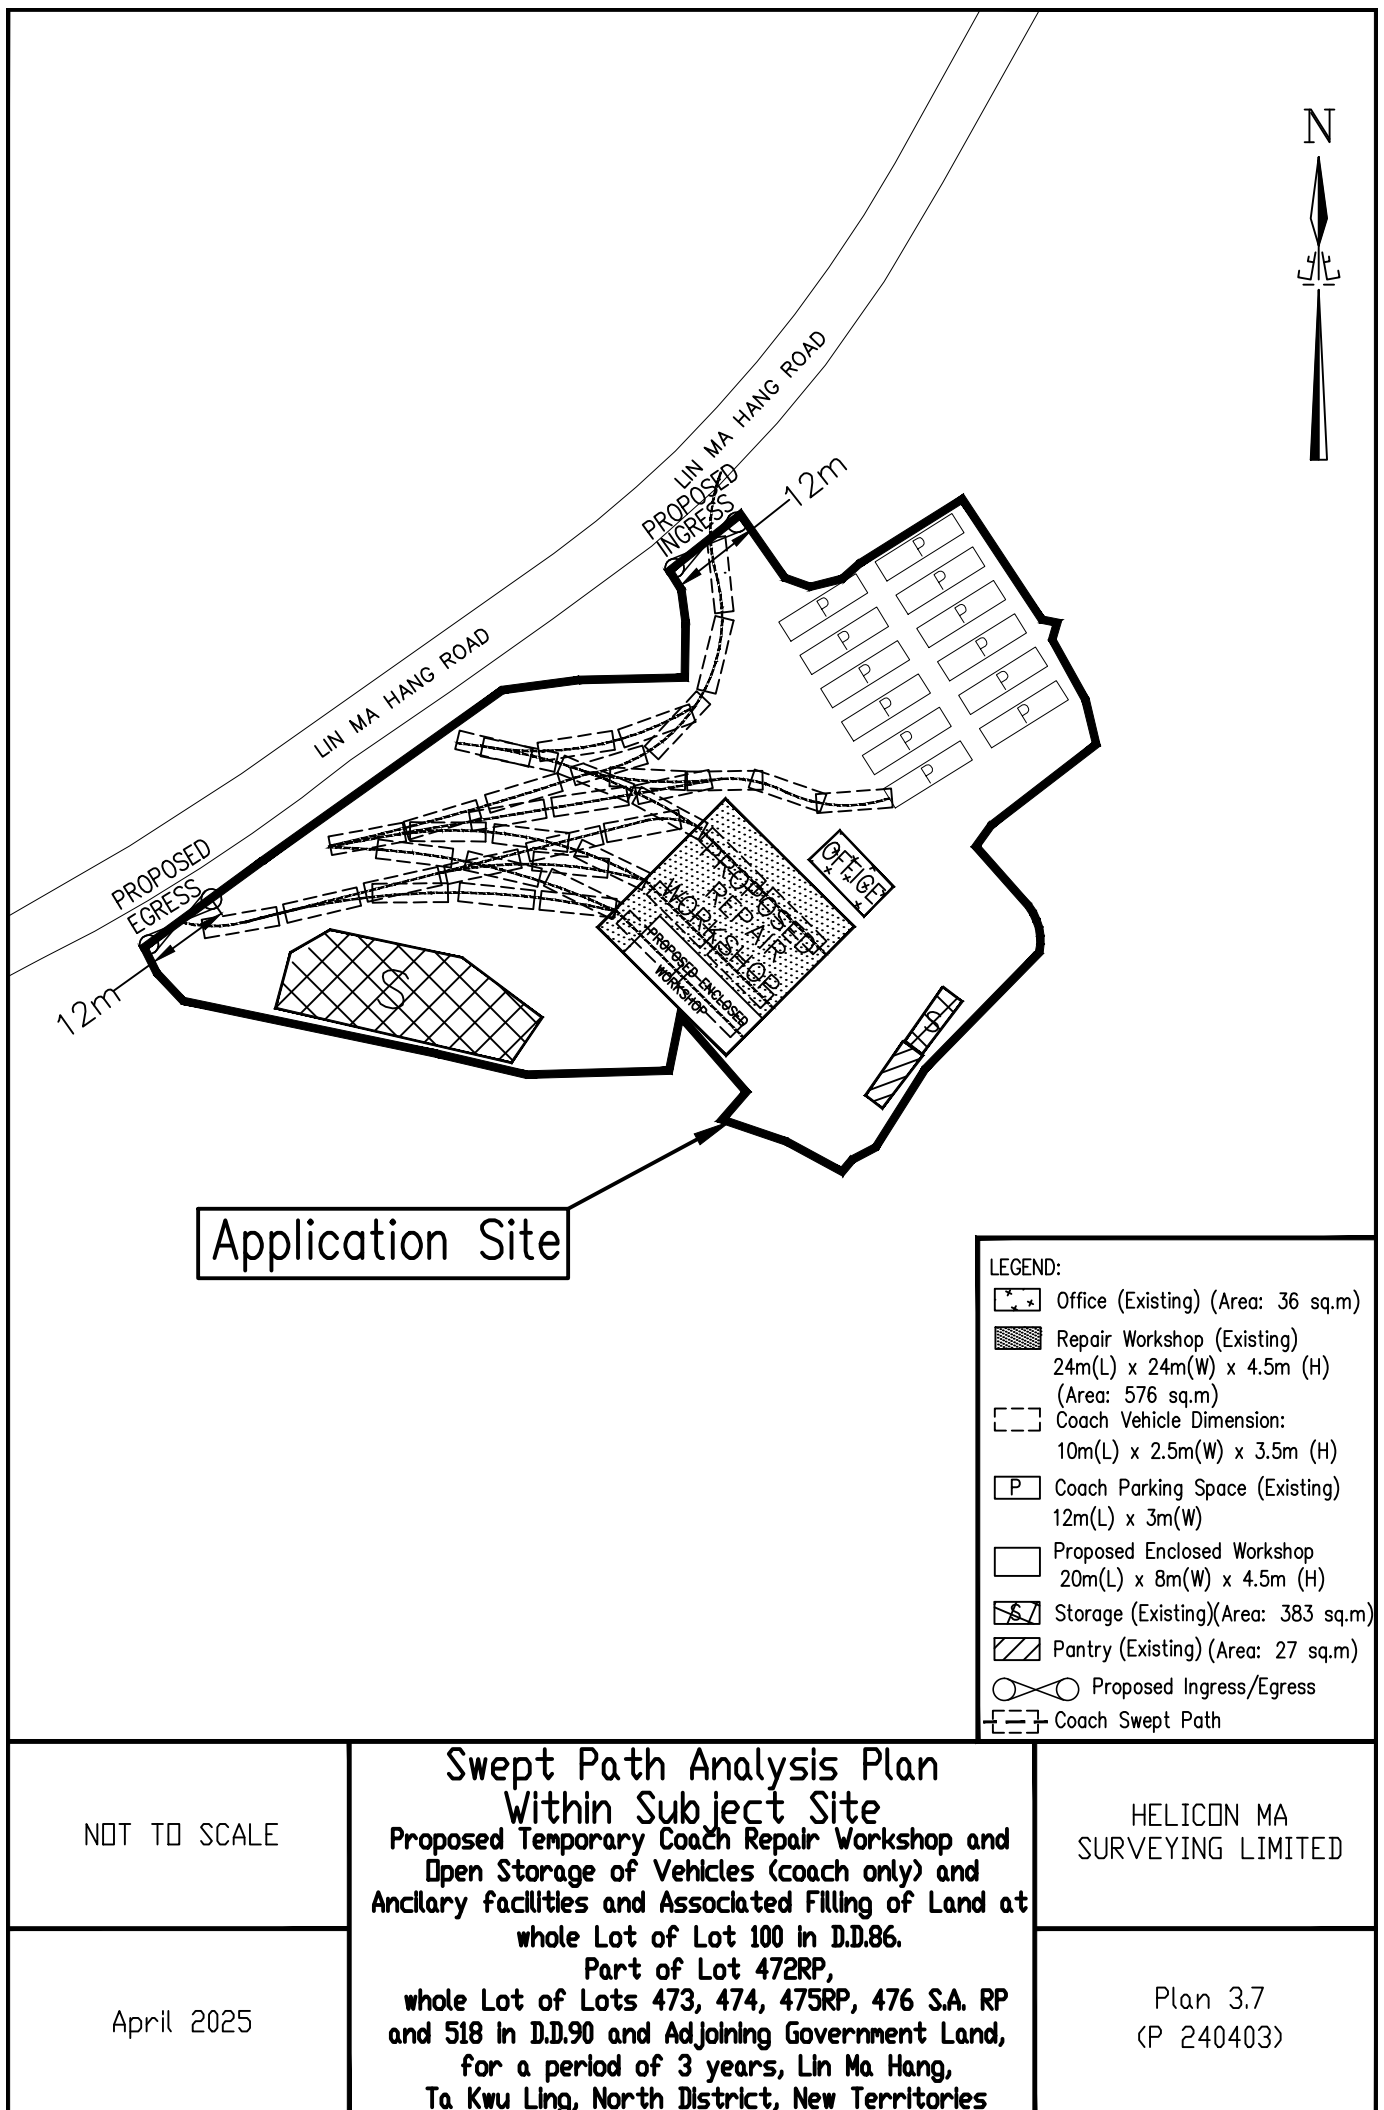 N
LIN MA HANG ROAD
PROPOSED
INGRESS
12m
P
P
P
P
P
P
P
P
P
P
P
P
LIN MA HANG ROAD
PROPOSED
EGRESS
12m
PROPOSED
REPAIR
WORKSHOP
OFFICE
PROPOSED ENCLOSED
WORKSHOP
S
S
Application Site
LEGEND:
Office (Existing) (Area: 36 sq.m)
Repair Workshop (Existing)
24m(L) x 24m(W) x 4.5m (H)
(Area: 576 sq.m)
Coach Vehicle Dimension:
10m(L) x 2.5m(W) x 3.5m (H)
P Coach Parking Space (Existing)
12m(L) x 3m(W)
Proposed Enclosed Workshop
20m(L) x 8m(W) x 4.5m (H)
S Storage (Existing)(Area: 383 sq.m)
Pantry (Existing) (Area: 27 sq.m)
Proposed Ingress/Egress
Coach Swept Path
NOT TO SCALE
April 2025
Swept Path Analysis Plan
Within Subject Site
Proposed Temporary Coach Repair Workshop and
Open Storage of Vehicles (coach only) and
Ancilary facilities and Associated Filling of Land at
whole Lot of Lot 100 in D.D.86.
Part of Lot 472RP,
whole Lot of Lots 473, 474, 475RP, 476 S.A. RP
and 518 in D.D.90 and Adjoining Government Land,
for a period of 3 years, Lin Ma Hang,
Ta Kwu Ling, North District, New Territories
HELICON MA
SURVEYING LIMITED
Plan 3.7
(P 240403)